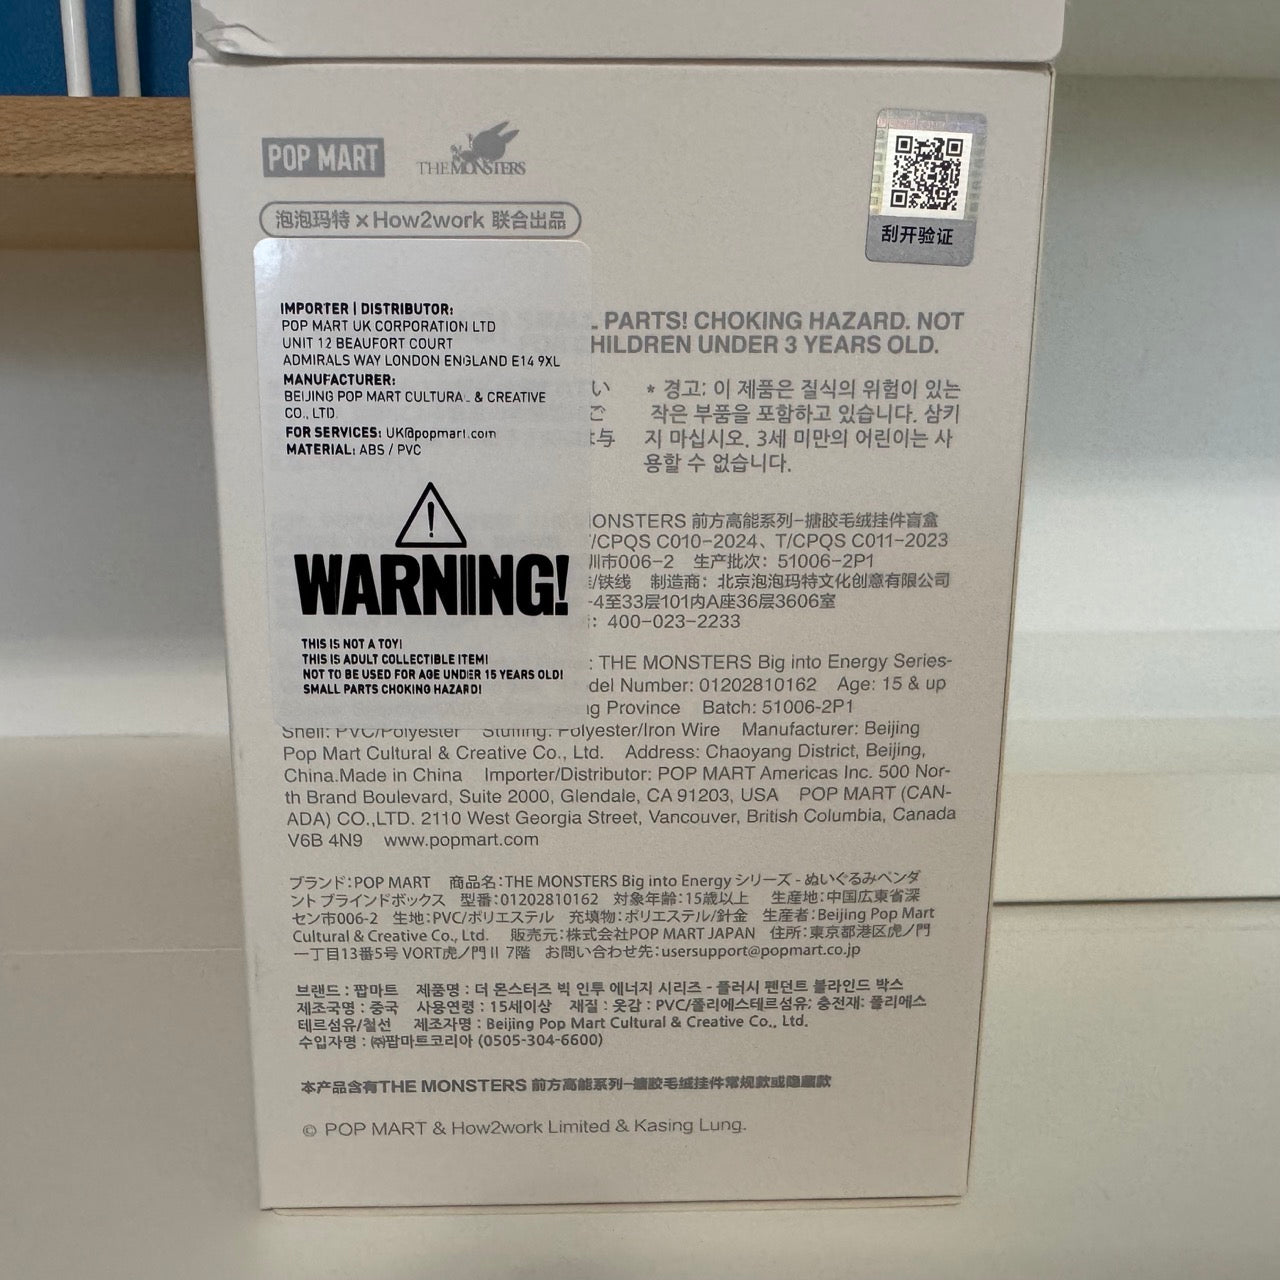 POP MART
THE MONSTERS
泡泡玛特 × How2work 联合出品
刮开验证
IMPORTER | DISTRIBUTOR:
POP MART UK CORPORATION LTD
UNIT 12 BEAUFORT COURT
ADMIRALS WAY LONDON ENGLAND E14 9XL
MANUFACTURER:
BEIJING POP MART CULTURAL & CREATIVE
CO., LTD.
FOR SERVICES: UK@popmart.com
MATERIAL: ABS / PVC
WARNING!
THIS IS NOT A TOY!
THIS IS ADULT COLLECTIBLE ITEM!
NOT TO BE USED FOR AGE UNDER 15 YEARS OLD!
SMALL PARTS CHOKING HAZARD!
PARTS! CHOKING HAZARD. NOT
HILDREN UNDER 3 YEARS OLD.
い
ご
与
* 경고: 이 제품은 질식의 위험이 있는
작은 부품을 포함하고 있습니다. 삼키
지 마십시오. 3세 미만의 어린이는 사
용할 수 없습니다.
ONSTERS 前方高能系列-搪胶毛绒挂件盲盒
/CPQS C010-2024、T/CPQS C011-2023
圳市006-2 生产批次: 51006-2P1
/铁线 制造商: 北京泡泡玛特文化创意有限公司
-4至33层101内A座36层3606室
: 400-023-2233
: THE MONSTERS Big into Energy Series-
del Number: 01202810162 Age: 15 & up
g Province Batch: 51006-2P1
Shell: PVC/Polyester Stuffing: Polyester/Iron Wire Manufacturer: Beijing
Pop Mart Cultural & Creative Co., Ltd. Address: Chaoyang District, Beijing,
China.Made in China Importer/Distributor: POP MART Americas Inc. 500 Nor-
th Brand Boulevard, Suite 2000, Glendale, CA 91203, USA POP MART (CAN-
ADA) CO.,LTD. 2110 West Georgia Street, Vancouver, British Columbia, Canada
V6B 4N9 www.popmart.com
ブランド:POP MART 商品名:THE MONSTERS Big into Energy シリーズ - ぬいぐるみペンダ
ント ブラインドボックス 型番:01202810162 対象年齢:15歳以上 生産地:中国広東省深
セン市006-2 生地:PVC/ポリエステル 充填物:ポリエステル/針金 生産者:Beijing Pop Mart
Cultural & Creative Co., Ltd. 販売元:株式会社POP MART JAPAN 住所:東京都港区虎ノ門
一丁目13番5号 VORT虎ノ門Ⅱ 7階 お問い合わせ先:usersupport@popmart.co.jp
브랜드 : 팝마트 제품명 : 더 몬스터즈 빅 인투 에너지 시리즈 - 플러시 펜던트 블라인드 박스
제조국명 : 중국 사용연령 : 15세이상 재질 : 옷감 : PVC/폴리에스테르섬유; 충전재: 폴리에스
테르섬유/철선 제조자명 : Beijing Pop Mart Cultural & Creative Co., Ltd.
수입자명 : ㈜팝마트코리아 (0505-304-6600)
本产品含有THE MONSTERS 前方高能系列-搪胶毛绒挂件常规款或隐藏款
© POP MART & How2work Limited & Kasing Lung.